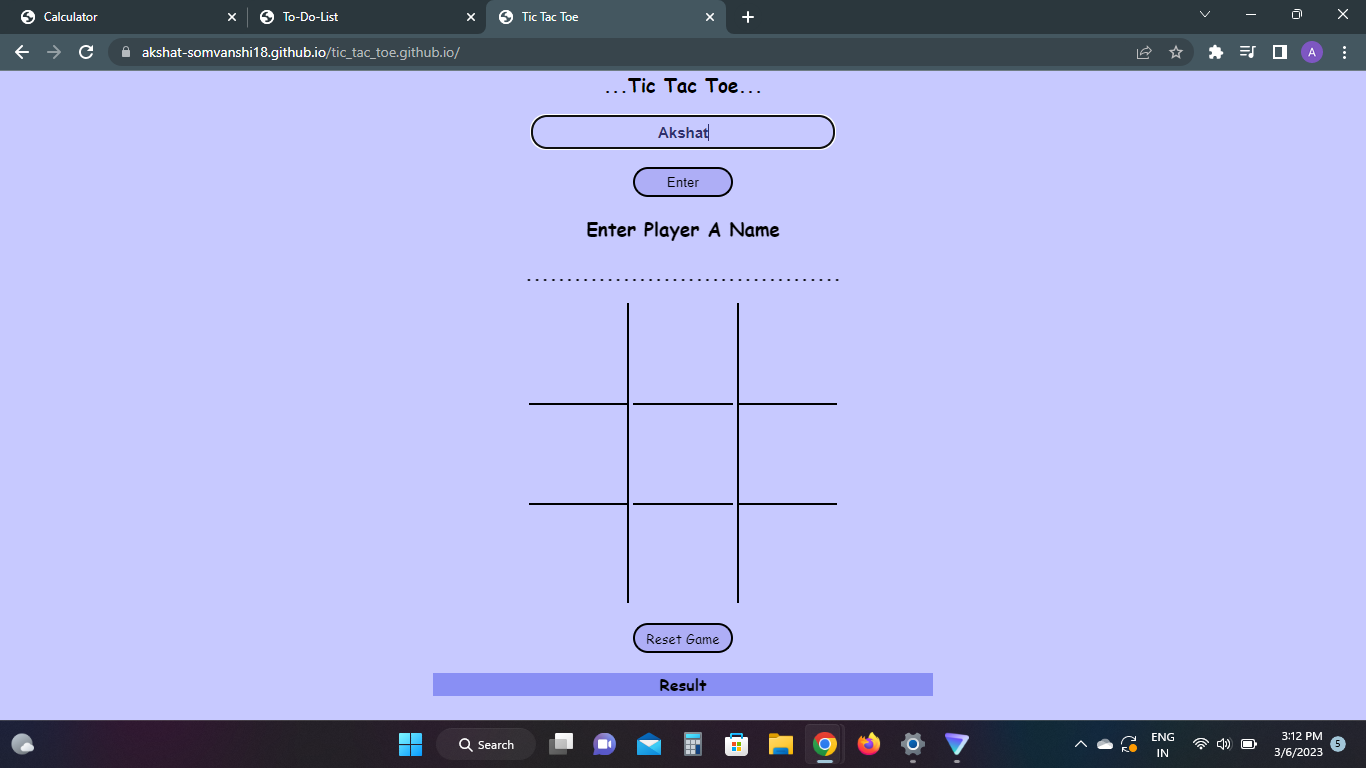 Calculator
To-Do-List
Tic Tac Toe
akshat-somvanshi18.github.io/tic_tac_toe.github.io/
A
...Tic Tac Toe...
Akshat
Enter
Enter Player A Name
.......................................
Reset Game
Result
Search
ENG
IN
3:12 PM
3/6/2023
5